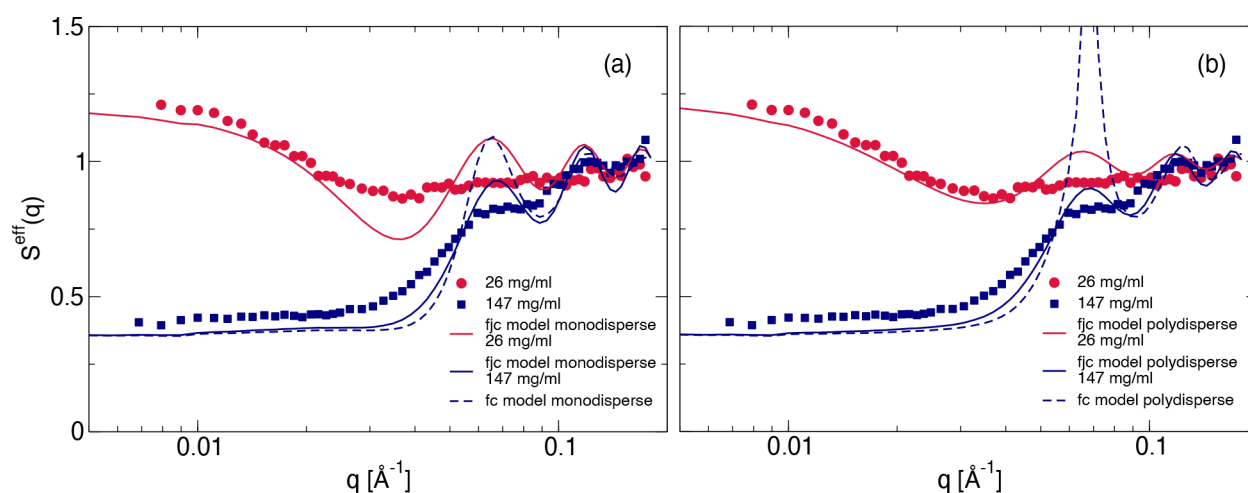 1.5
1
0.5
0
S^eff(q)
(a)
26 mg/ml
147 mg/ml
fjc model monodisperse
26 mg/ml
fjc model monodisperse
147 mg/ml
fc model monodisperse
0.01
0.1
q [Å^-1]
(b)
26 mg/ml
147 mg/ml
fjc model polydisperse
26 mg/ml
fjc model polydisperse
147 mg/ml
fc model polydisperse
0.01
0.1
q [Å^-1]